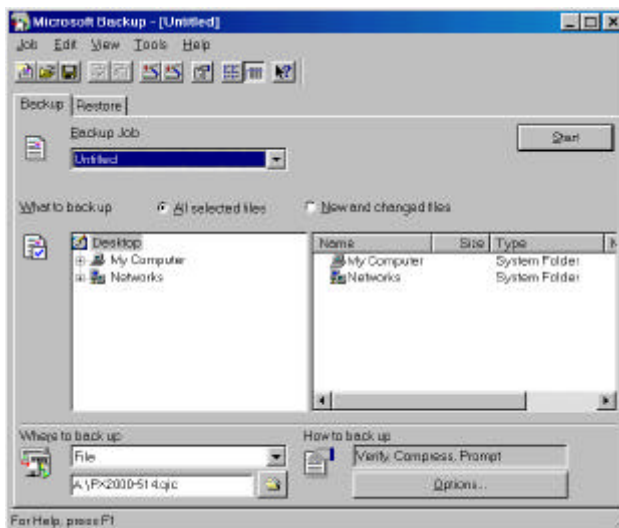 Microsoft Backup - [Untitled]
Job Edit View Tools Help
Backup Restore
Backup Job
Start
Untitled
What to back up All selected files New and changed files
Desktop
My Computer
Networks
Name Size Type
My Computer System Folder
Networks System Folder
Where to back up
File
A:\PX2000-514.qic
How to back up
Verify, Compress, Prompt
Options...
For Help, press F1